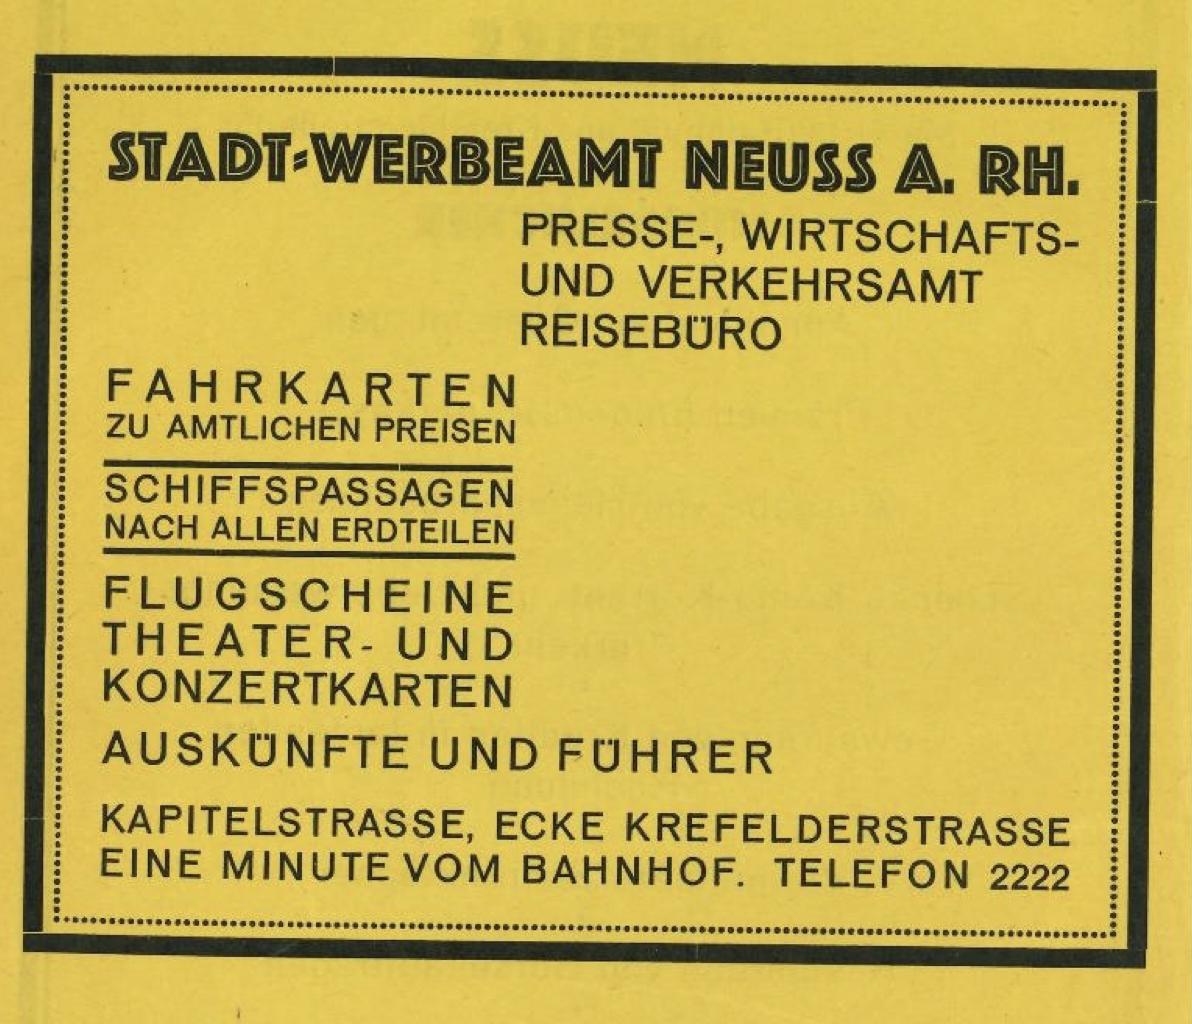 STADT-WERBEAMT NEUSS A. RH.
PRESSE-, WIRTSCHAFTS-
UND VERKEHRSAMT
REISEBÜRO
FAHRKARTEN
ZU AMTLICHEN PREISEN
SCHIFFSPASSAGEN
NACH ALLEN ERDTEILEN
FLUGSCHEINE
THEATER- UND
KONZERTKARTEN
AUSKÜNFTE UND FÜHRER
KAPITELSTRASSE, ECKE KREFELDERSTRASSE
EINE MINUTE VOM BAHNHOF. TELEFON 2222